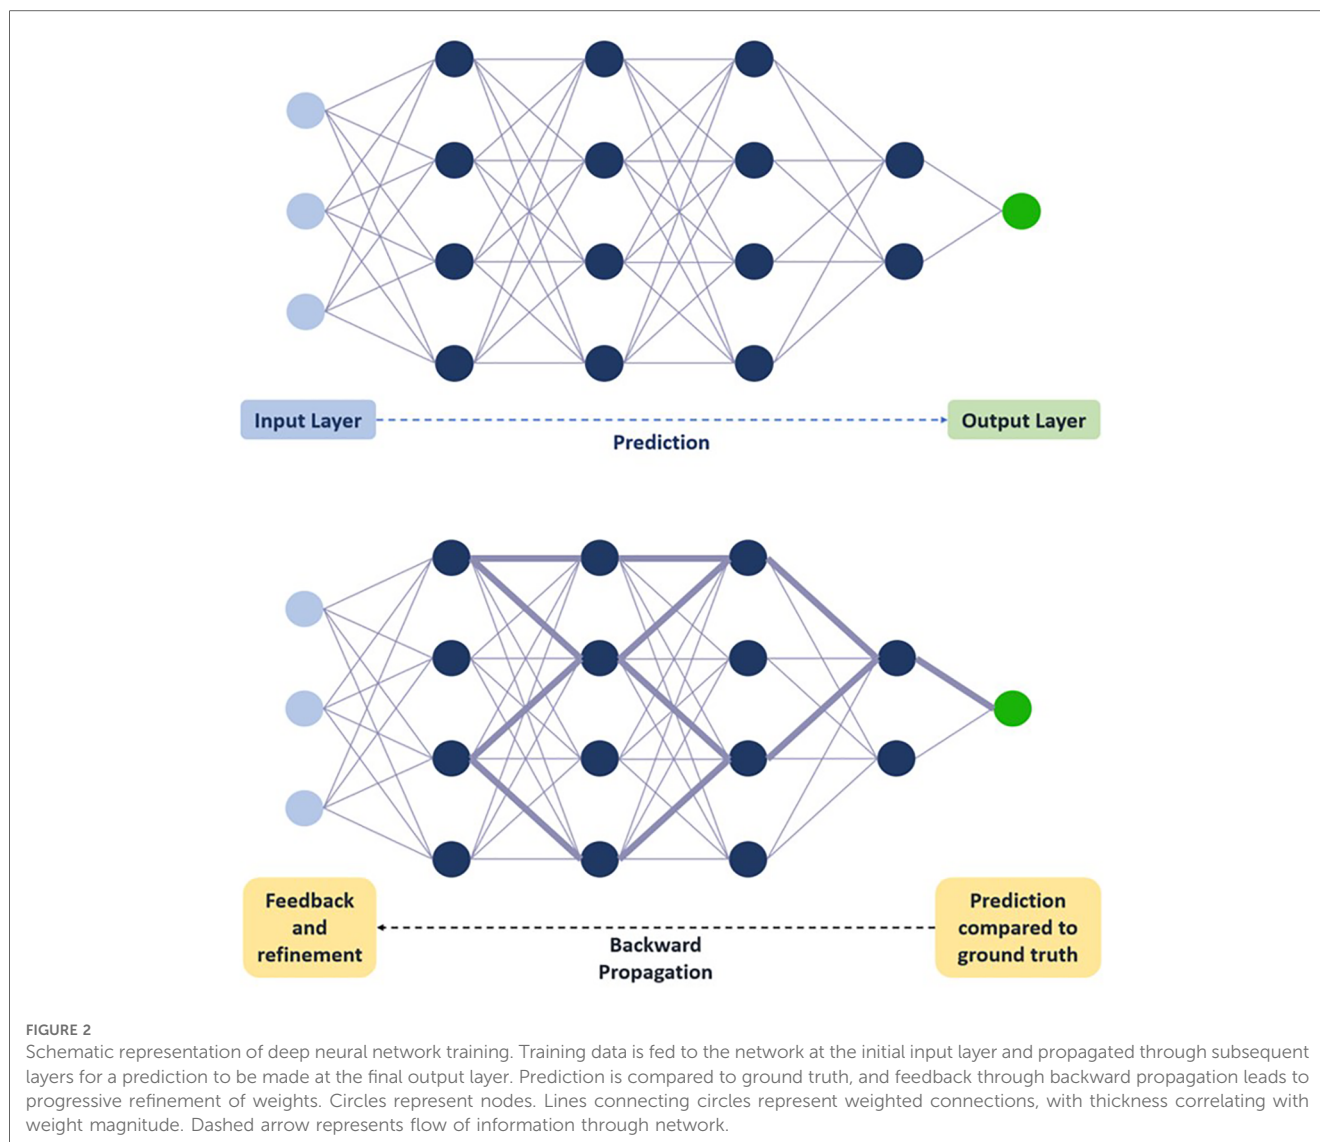 Input Layer
Output Layer
Prediction
Feedback
and
refinement
Backward
Propagation
Prediction
compared to
ground truth
FIGURE 2
Schematic representation of deep neural network training. Training data is fed to the network at the initial input layer and propagated through subsequent
layers for a prediction to be made at the final output layer. Prediction is compared to ground truth, and feedback through backward propagation leads to
progressive refinement of weights. Circles represent nodes. Lines connecting circles represent weighted connections, with thickness correlating with
weight magnitude. Dashed arrow represents flow of information through network.